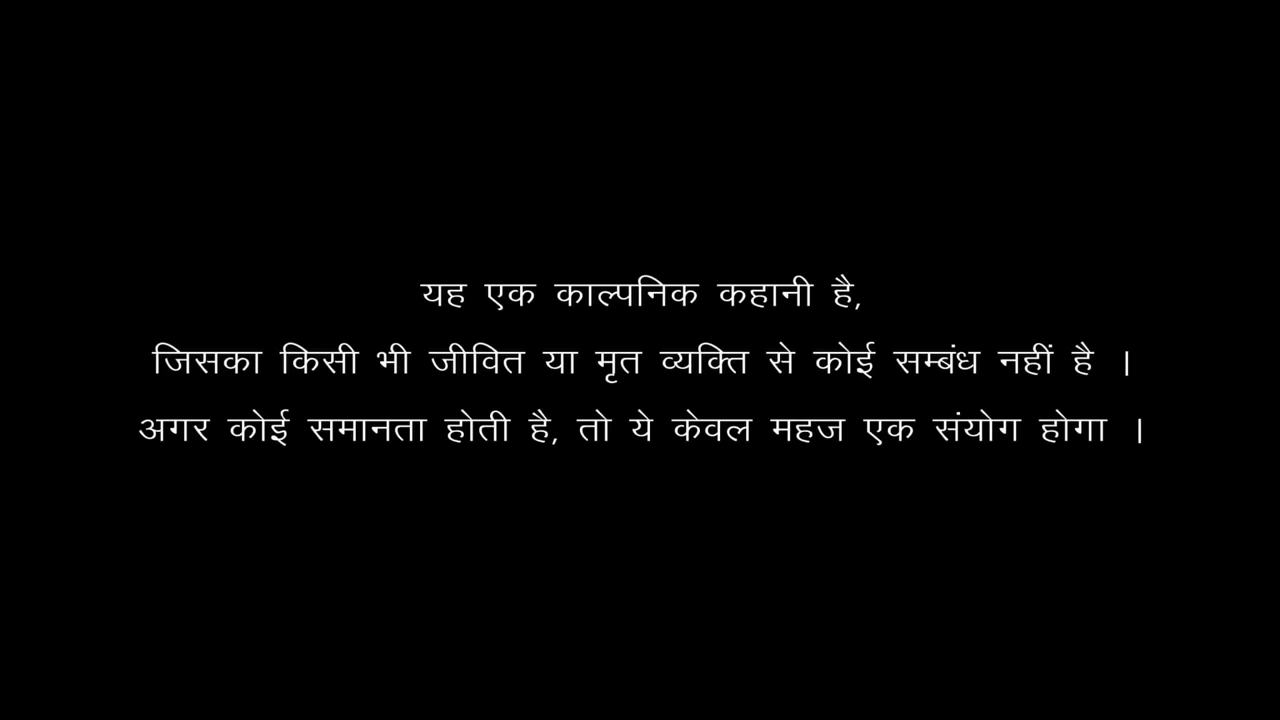 यह एक काल्पनिक कहानी है,
जिसका किसी भी जीवित या मृत व्यक्ति से कोई सम्बंध नहीं है ।
अगर कोई समानता होती है, तो ये केवल महज एक संयोग होगा ।